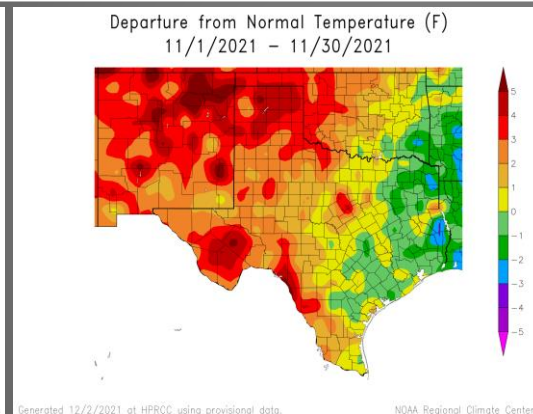 Departure from Normal Temperature (F)
11/1/2021 – 11/30/2021
5
4
3
2
1
0
-1
-2
-3
-4
-5
Generated 12/2/2021 at HPRCC using provisional data.
NOAA Regional Climate Center